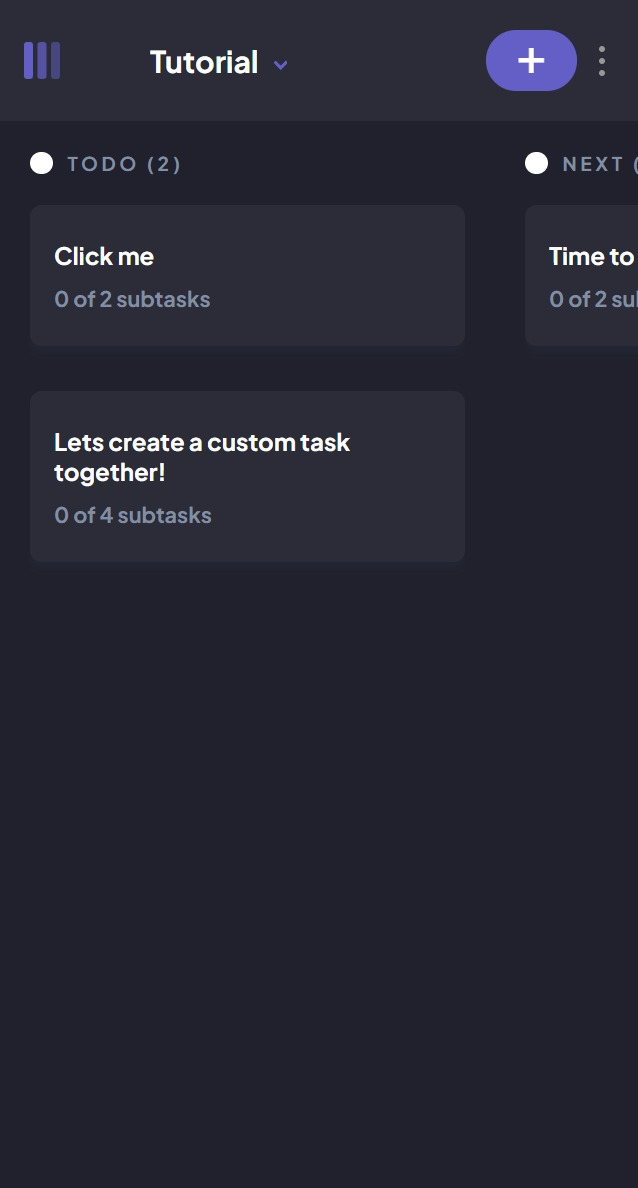 Tutorial
TODO (2)
Click me
0 of 2 subtasks
Lets create a custom task
together!
0 of 4 subtasks
NEXT (
Time to
0 of 2